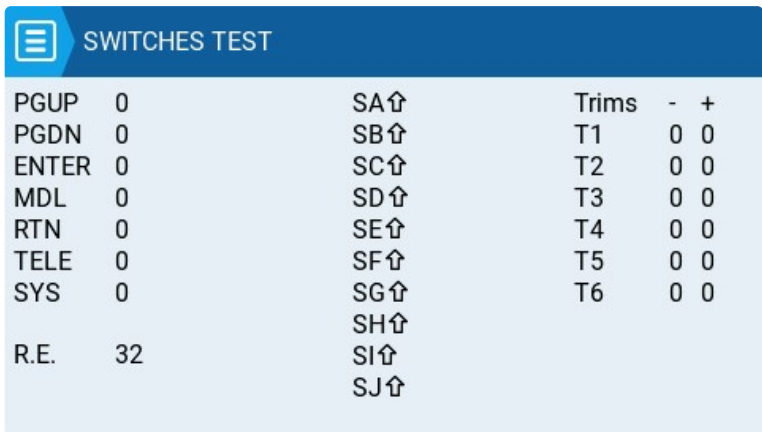 SWITCHES TEST
PGUP 0 SA⇧ Trims - +
PGDN 0 SB⇧ T1 0 0
ENTER 0 SC⇧ T2 0 0
MDL 0 SD⇧ T3 0 0
RTN 0 SE⇧ T4 0 0
TELE 0 SF⇧ T5 0 0
SYS 0 SG⇧ T6 0 0
SH⇧
R.E. 32 SI⇧
SJ⇧